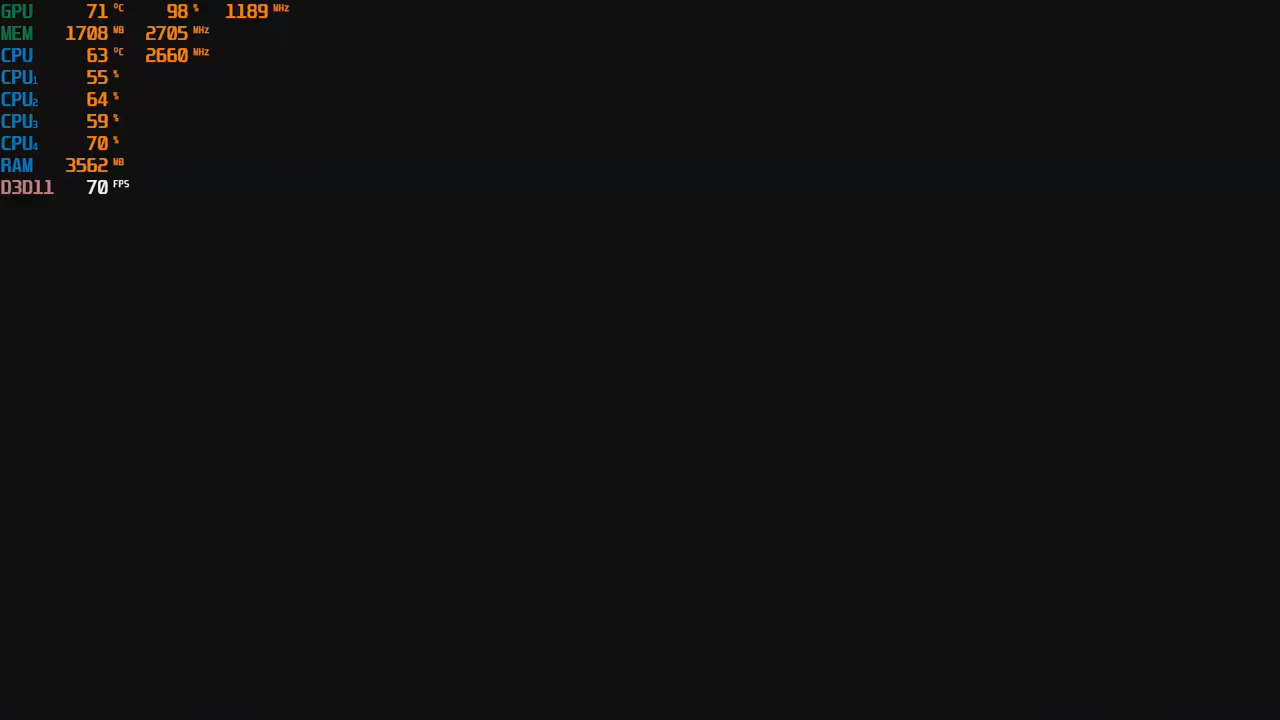 GPU 71 °C 98 % 1189 MHz
MEM 1708 MB 2705 MHz
CPU 63 °C 2660 MHz
CPU1 55 %
CPU2 64 %
CPU3 59 %
CPU4 70 %
RAM 3562 MB
D3D11 70 FPS